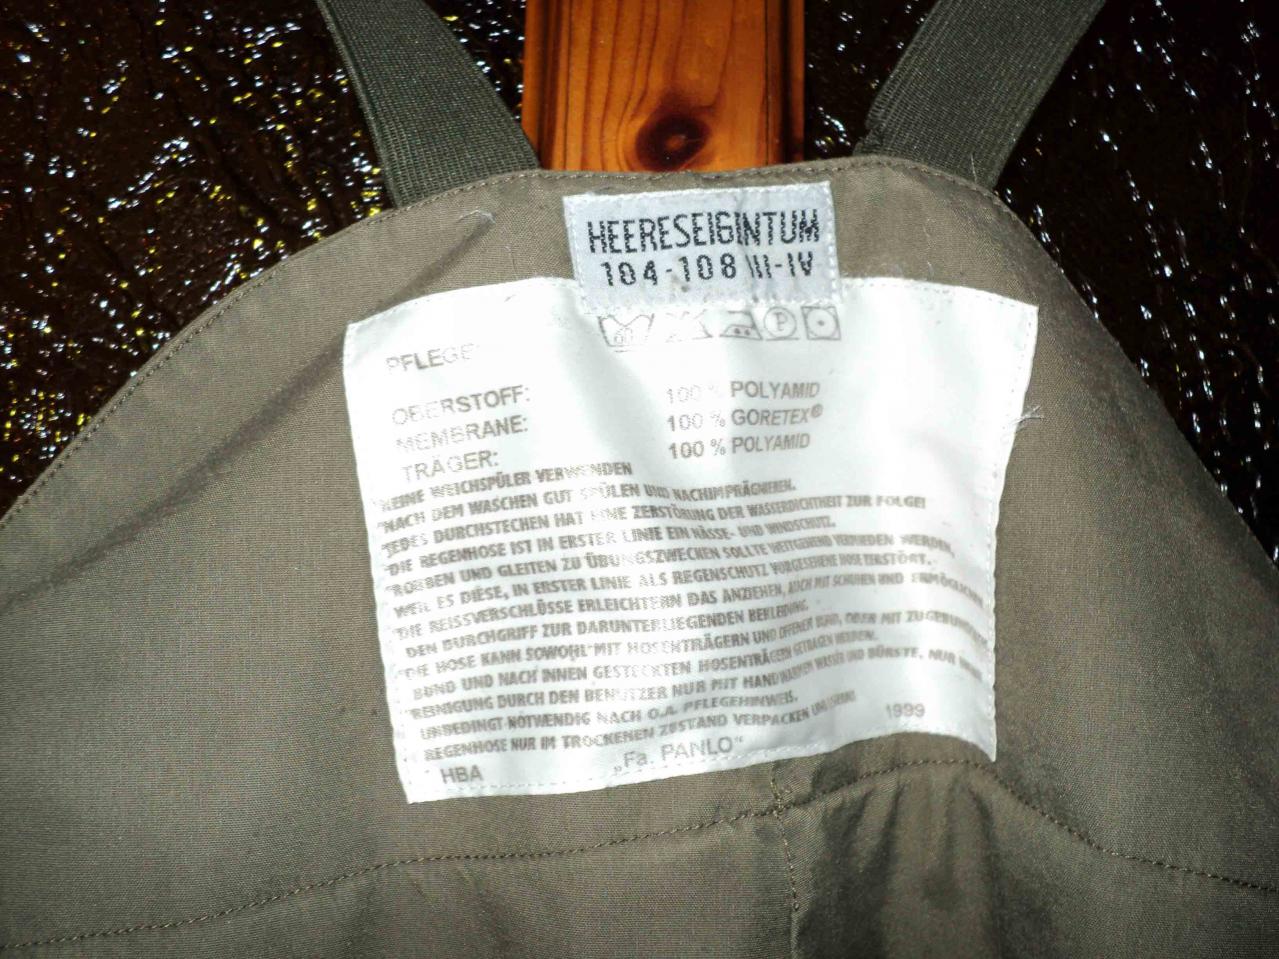 HEERESEIGINTUM
104-108 III-IV
PFLEGE:
OBERSTOFF: 100 % POLYAMID
MEMBRANE: 100 % GORETEX®
TRÄGER: 100 % POLYAMID
KEINE WEICHSPÜLER VERWENDEN
NACH DEM WASCHEN GUT SPÜLEN UND NACHIMPRÄGNIEREN.
JEDES DURCHSTECHEN HAT EINE ZERSTÖRUNG DER WASSERDICHTHEIT ZUR FOLGE!
DIE REGENHOSE IST IN ERSTER LINIE EIN NÄSSE- UND WINDSCHUTZ.
ROBBEN UND GLEITEN ZU ÜBUNGSZWECKEN SOLLTE WEITGEHEND VERMIEDEN WERDEN,
WEIL ES DIESE, IN ERSTER LINIE ALS REGENSCHUTZ VORGESEHENE HOSE ZERSTÖRT.
DIE REISSVERSCHLÜSSE ERLEICHTERN DAS ANZIEHEN, AUCH MIT SCHUHEN UND
DEN DURCHGRIFF ZUR DARUNTERLIEGENDEN BEKLEIDUNG.
DIE HOSE KANN SOWOHL MIT HOSENTRÄGERN UND OFFENEM BUND, ODER MIT
BUND UND NACH INNEN GESTECKTEN HOSENTRÄGERN GETRAGEN WERDEN.
REINIGUNG DURCH DEN BENUTZER NUR MIT HANDWARMEN WASSER UND BÜRSTE. NUR WENN
UNBEDINGT NOTWENDIG NACH O.A. PFLEGEHINWEIS.
REGENHOSE NUR IM TROCKENEN ZUSTAND VERPACKEN
HBA „Fa. PANLO" 1999